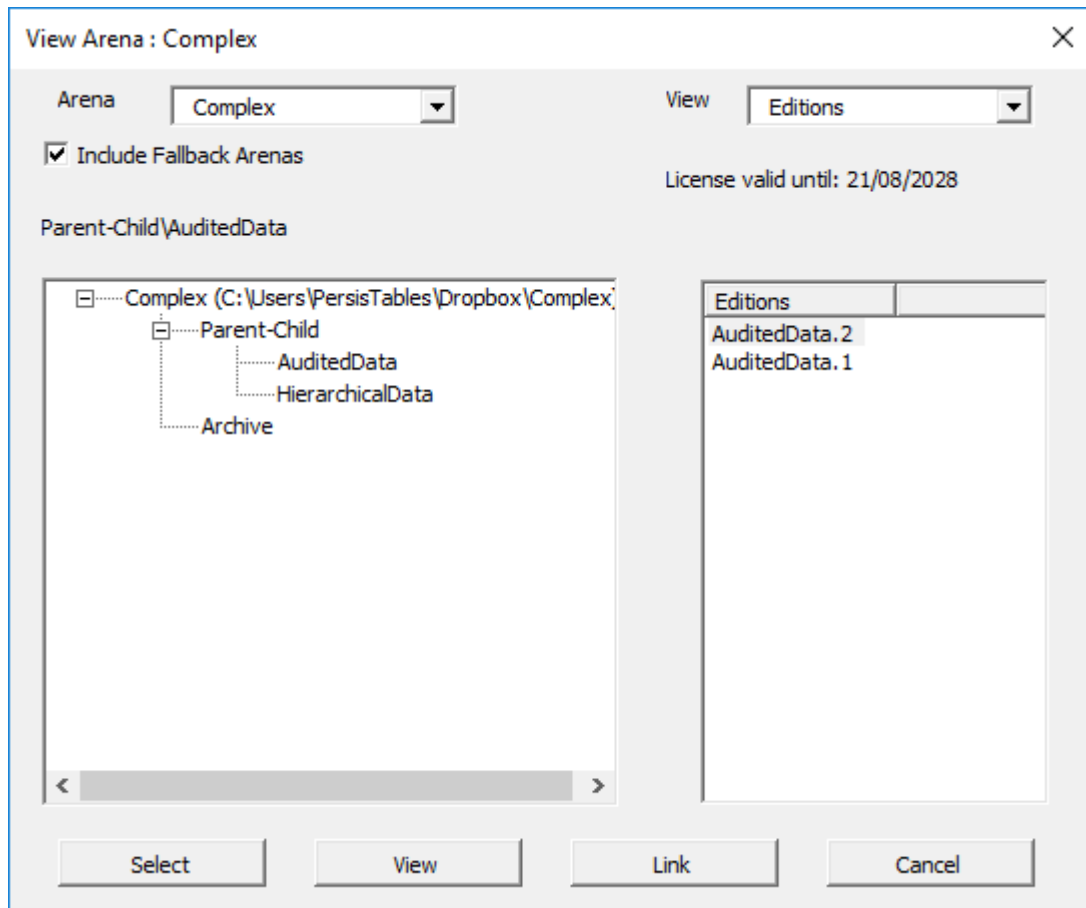 View Arena : Complex
Arena
Complex
View
Editions
Include Fallback Arenas
License valid until: 21/08/2028
Parent-Child\AuditedData
Complex (C:\Users\PersisTables\Dropbox\Complex)
Parent-Child
AuditedData
HierarchicalData
Archive
Editions
AuditedData.2
AuditedData.1
Select
View
Link
Cancel